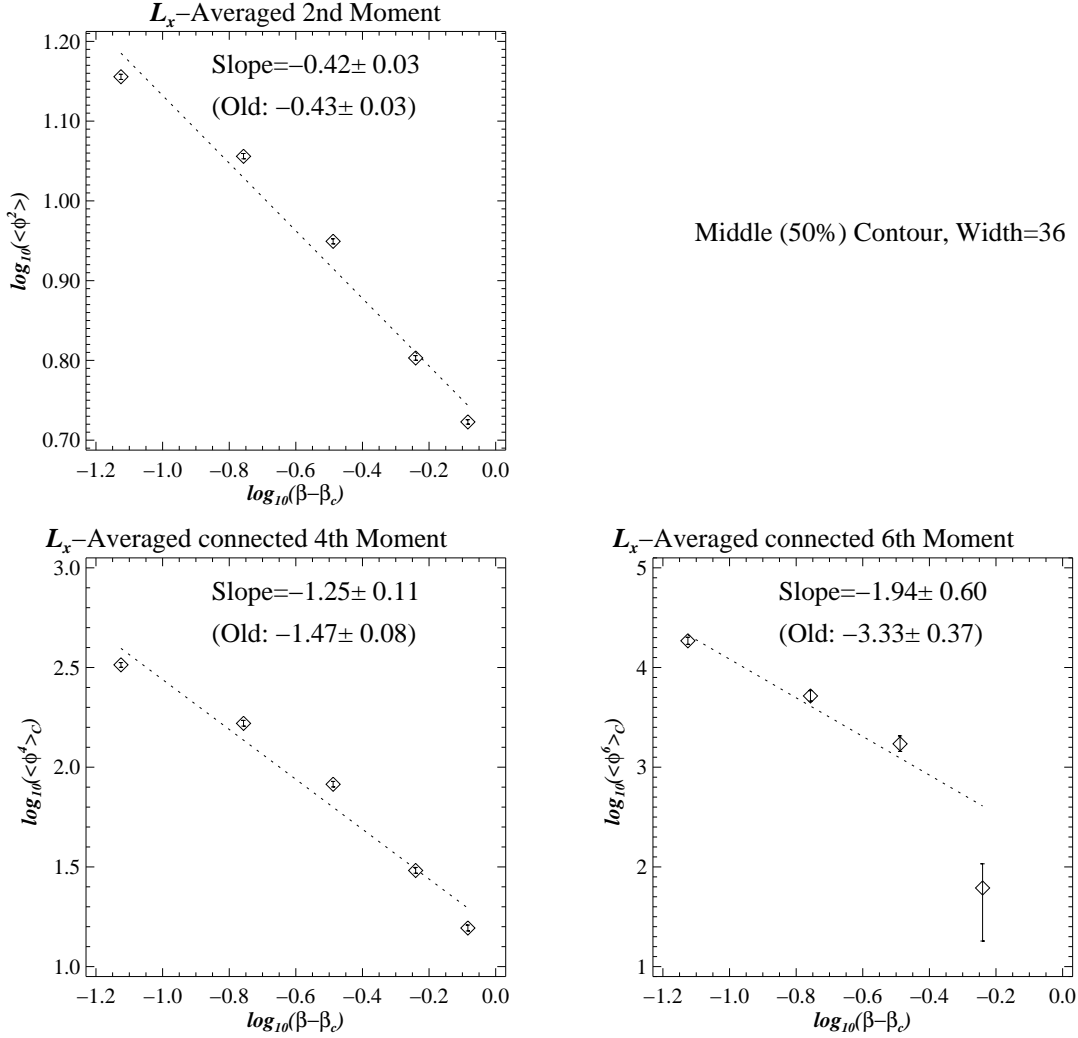 Lx−Averaged 2nd Moment
Slope=−0.42± 0.03
(Old: −0.43± 0.03)
log10(<ϕ2>)
1.20
1.10
1.00
0.90
0.80
0.70
−1.2 −1.0 −0.8 −0.6 −0.4 −0.2 0.0
log10(β−βc)
Middle (50%) Contour, Width=36
Lx−Averaged connected 4th Moment
Slope=−1.25± 0.11
(Old: −1.47± 0.08)
log10(<ϕ4>C)
3.0
2.5
2.0
1.5
1.0
−1.2 −1.0 −0.8 −0.6 −0.4 −0.2 0.0
log10(β−βc)
Lx−Averaged connected 6th Moment
Slope=−1.94± 0.60
(Old: −3.33± 0.37)
log10(<ϕ6>C)
5
4
3
2
1
−1.2 −1.0 −0.8 −0.6 −0.4 −0.2 0.0
log10(β−βc)